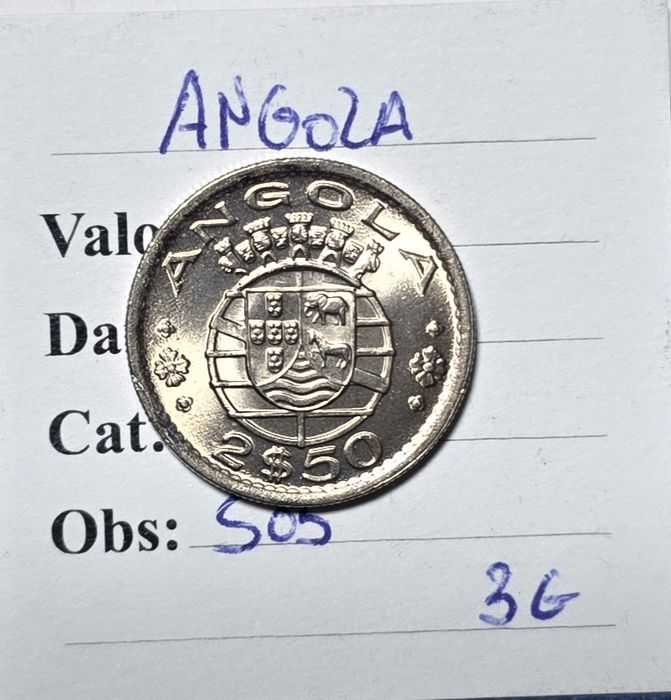 ANGOLA
Valo
ANGOLA
Da
Cat.
2$50
Obs: SOS
3G